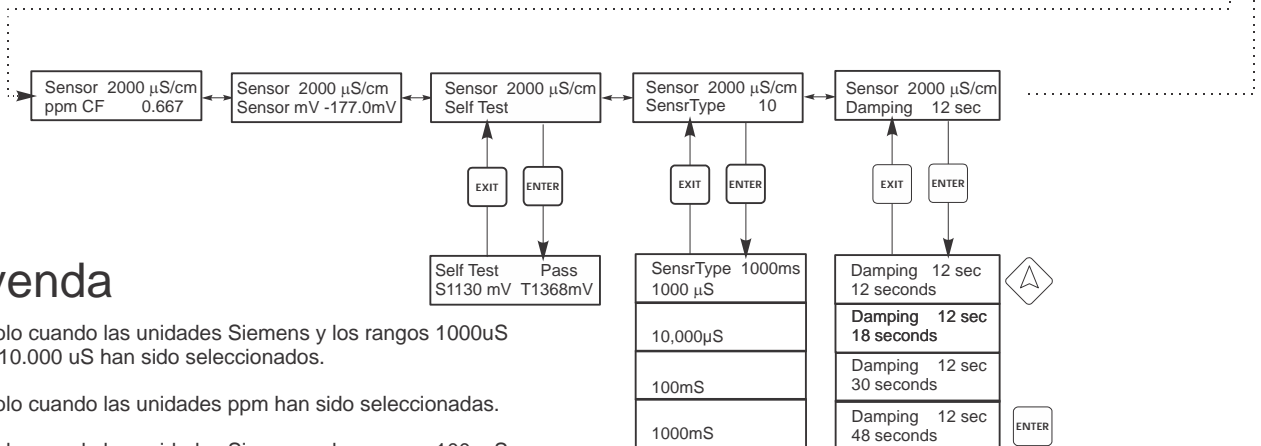 Sensor 2000 µS/cm
ppm CF 0.667
Sensor 2000 µS/cm
Sensor mV -177.0mV
Sensor 2000 µS/cm
Self Test
Sensor 2000 µS/cm
SensrType 10
Sensor 2000 µS/cm
Damping 12 sec
EXIT
ENTER
EXIT
ENTER
EXIT
ENTER
Self Test Pass
S1130 mV T1368mV
SensrType 1000ms
1000 µS
10,000µS
100mS
1000mS
Damping 12 sec
12 seconds
Damping 12 sec
18 seconds
Damping 12 sec
30 seconds
Damping 12 sec
48 seconds
ENTER
yenda
olo cuando las unidades Siemens y los rangos 1000uS
10.000 uS han sido seleccionados.
olo cuando las unidades ppm han sido seleccionadas.